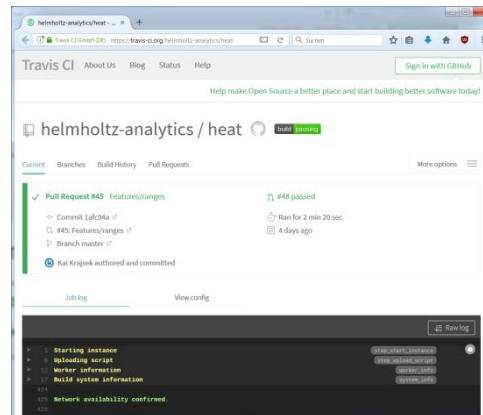 helmholtz-analytics/heat - ...
Travis CI GmbH (DE) https://travis-ci.org/helmholtz-analytics/heat
Suchen
Travis CI About Us Blog Status Help Sign in with GitHub
Help make Open Source a better place and start building better software today!
helmholtz-analytics / heat build passing
Current Branches Build History Pull Requests More options
Pull Request #45 Features/ranges #48 passed
Commit 1afc94a Ran for 2 min 20 sec
#45: Features/ranges 4 days ago
Branch master
Kai Krajsek authored and committed
Job log View config
Raw log
1 Starting instance step_start_instance
6 Uploading script step_upload_script
12 Worker information worker_info
17 Build system information system_info
424
425 Network availability confirmed.
426